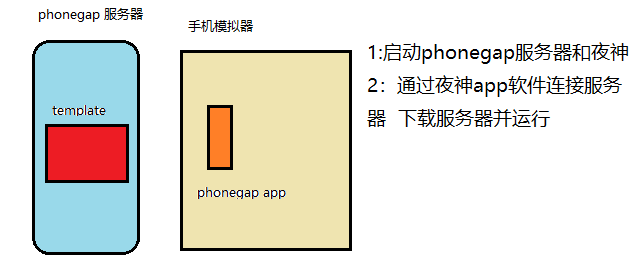 phonegap 服务器
手机模拟器
template
phonegap app
1:启动phonegap服务器和夜神
2：通过夜神app软件连接服务
器  下载服务器并运行